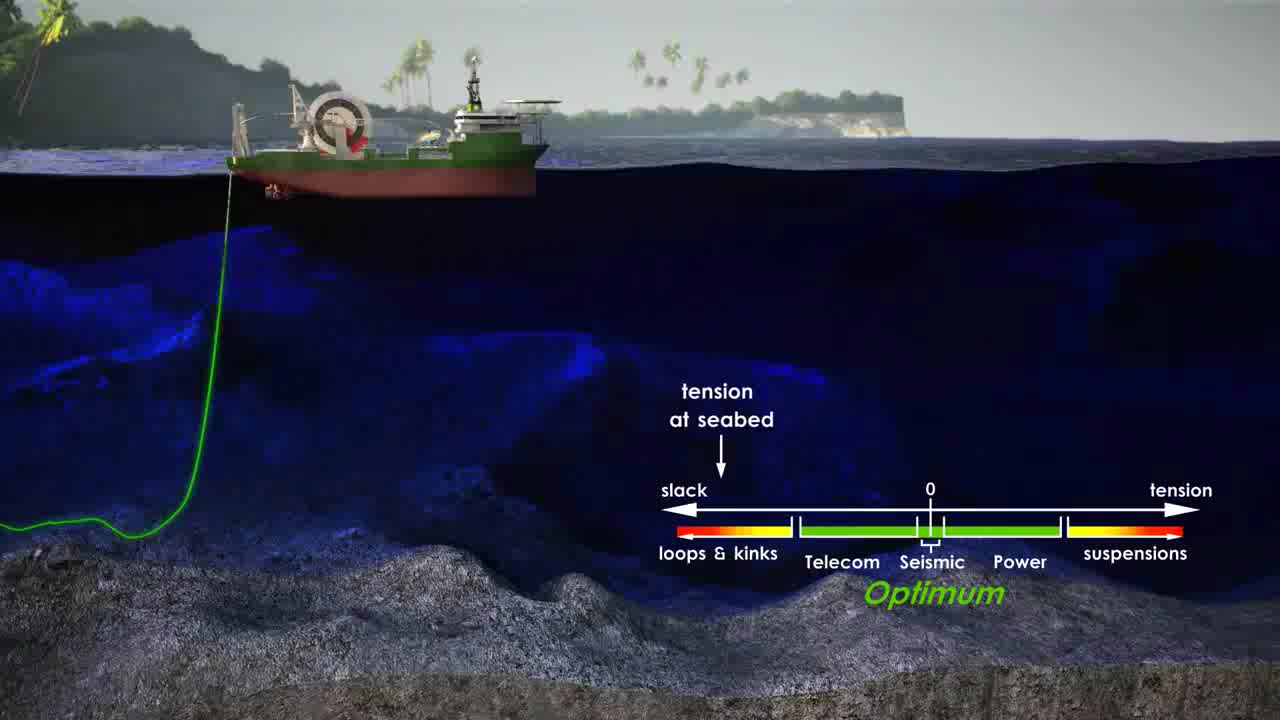 tension
at seabed
slack 0 tension
loops & kinks Telecom Seismic Power suspensions
Optimum